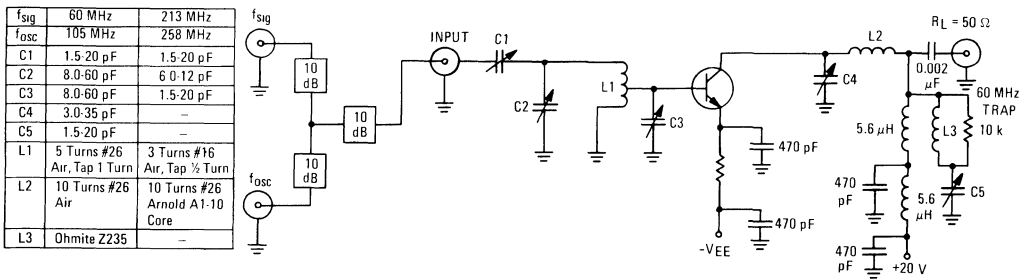 fsig 60 MHz 213 MHz
fosc 105 MHz 258 MHz
C1 1.5-20 pF 1.5-20 pF
C2 8.0-60 pF 6 0-12 pF
C3 8.0-60 pF 1.5-20 pF
C4 3.0-35 pF –
C5 1.5-20 pF –
L1 5 Turns #26 3 Turns #16
Air, Tap 1 Turn Air, Tap ½ Turn
L2 10 Turns #26 10 Turns #26
Air Arnold A1-10
Core
L3 Ohmite Z235 –
fsig
10
dB
10
dB
10
dB
fosc
INPUT
C1
C2
L1
C3
470 pF
470 pF
-VEE
C4
L2
RL = 50 Ω
0.002
μF
60 MHz
TRAP
5.6 μH
L3
10 k
470
pF
5.6
μH
C5
470
pF
+20 V